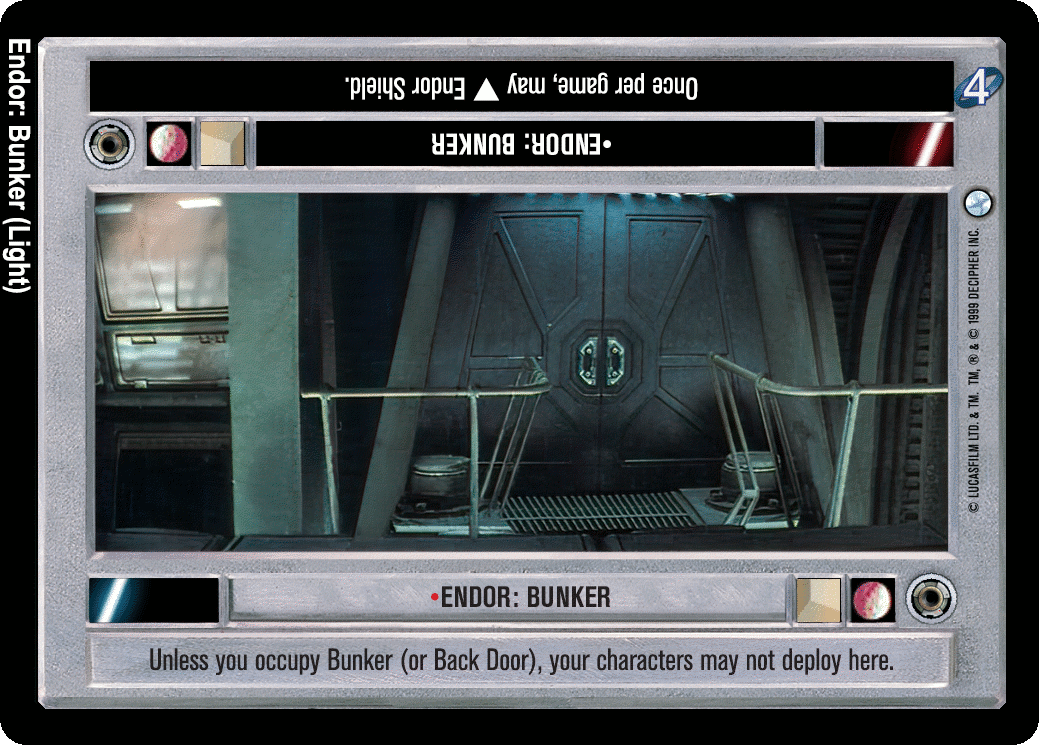 Endor: Bunker (Light)
Once per game, may ▲ Endor Shield.
4
•ENDOR: BUNKER
© LUCASFILM LTD. & TM. TM, ® & © 1999 DECIPHER INC.
•ENDOR: BUNKER
Unless you occupy Bunker (or Back Door), your characters may not deploy here.